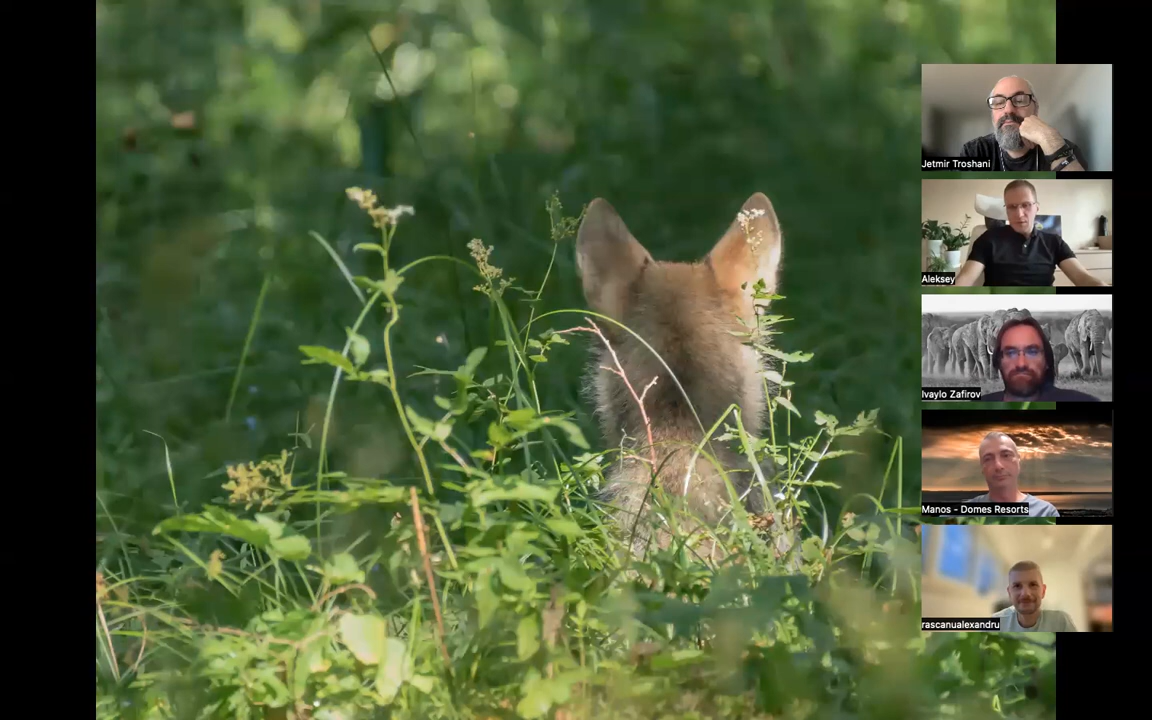 Jetmir Troshani
Aleksey
Ivaylo Zafirov
Manos - Domes Resorts
rascanualexandru